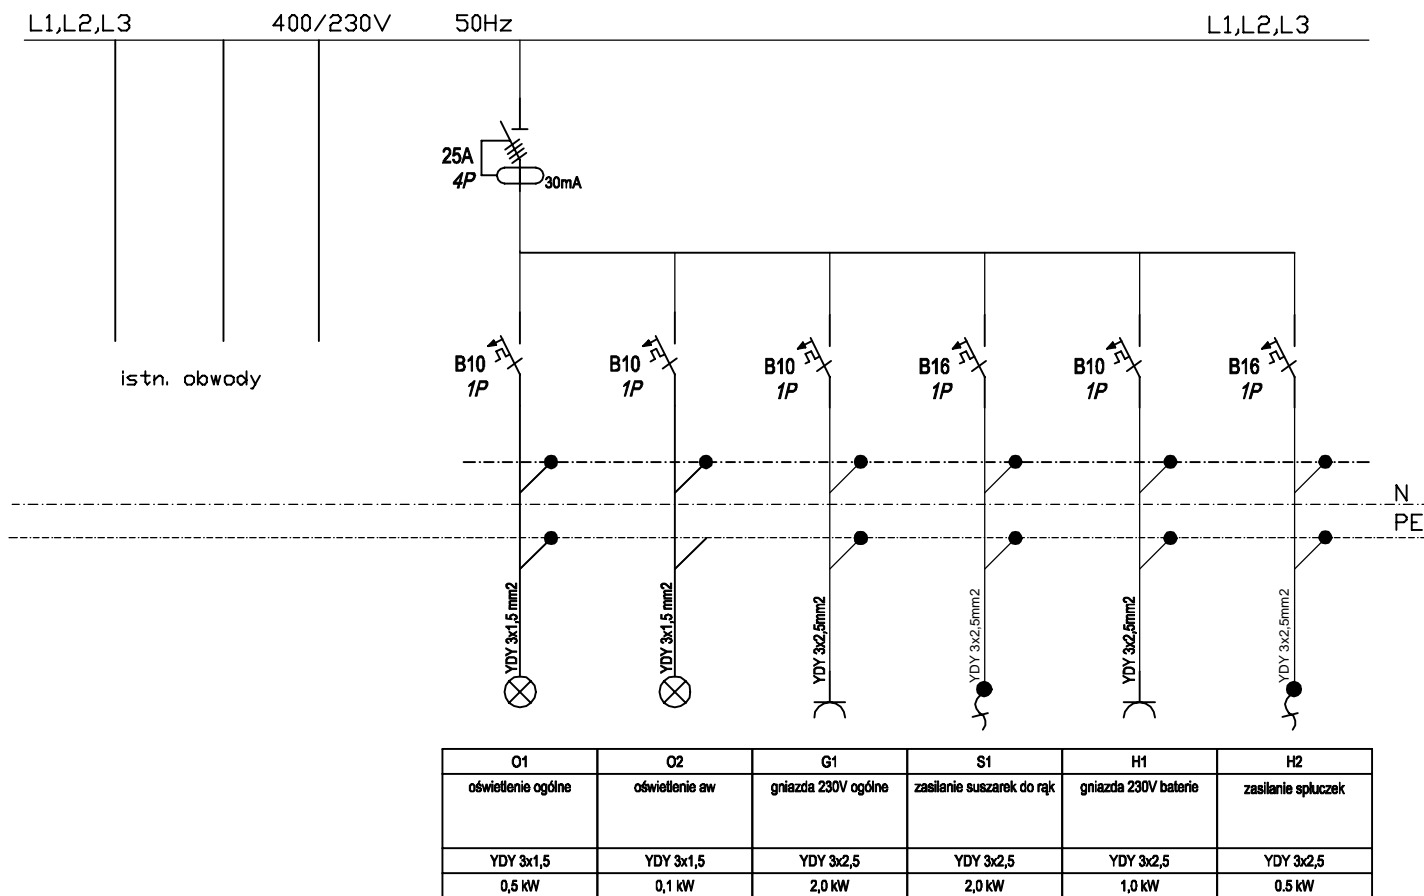 L1,L2,L3 400/230V 50Hz L1,L2,L3
25A
4P
30mA
istn. obwody
B10
1P
B10
1P
B10
1P
B16
1P
B10
1P
B16
1P
N
PE
YDY 3x1,5 mm2
YDY 3x1,5 mm2
YDY 3x2,5mm2
YDY 3x2,5mm2
YDY 3x2,5mm2
YDY 3x2,5mm2
O1 O2 G1 S1 H1 H2
oświetlenie ogólne oświetlenie aw gniazda 230V ogólne zasilanie suszarek do rąk gniazda 230V baterie zasilanie spłuczek
YDY 3x1,5 YDY 3x1,5 YDY 3x2,5 YDY 3x2,5 YDY 3x2,5 YDY 3x2,5
0,5 kW 0,1 kW 2,0 kW 2,0 kW 1,0 kW 0.5 kW